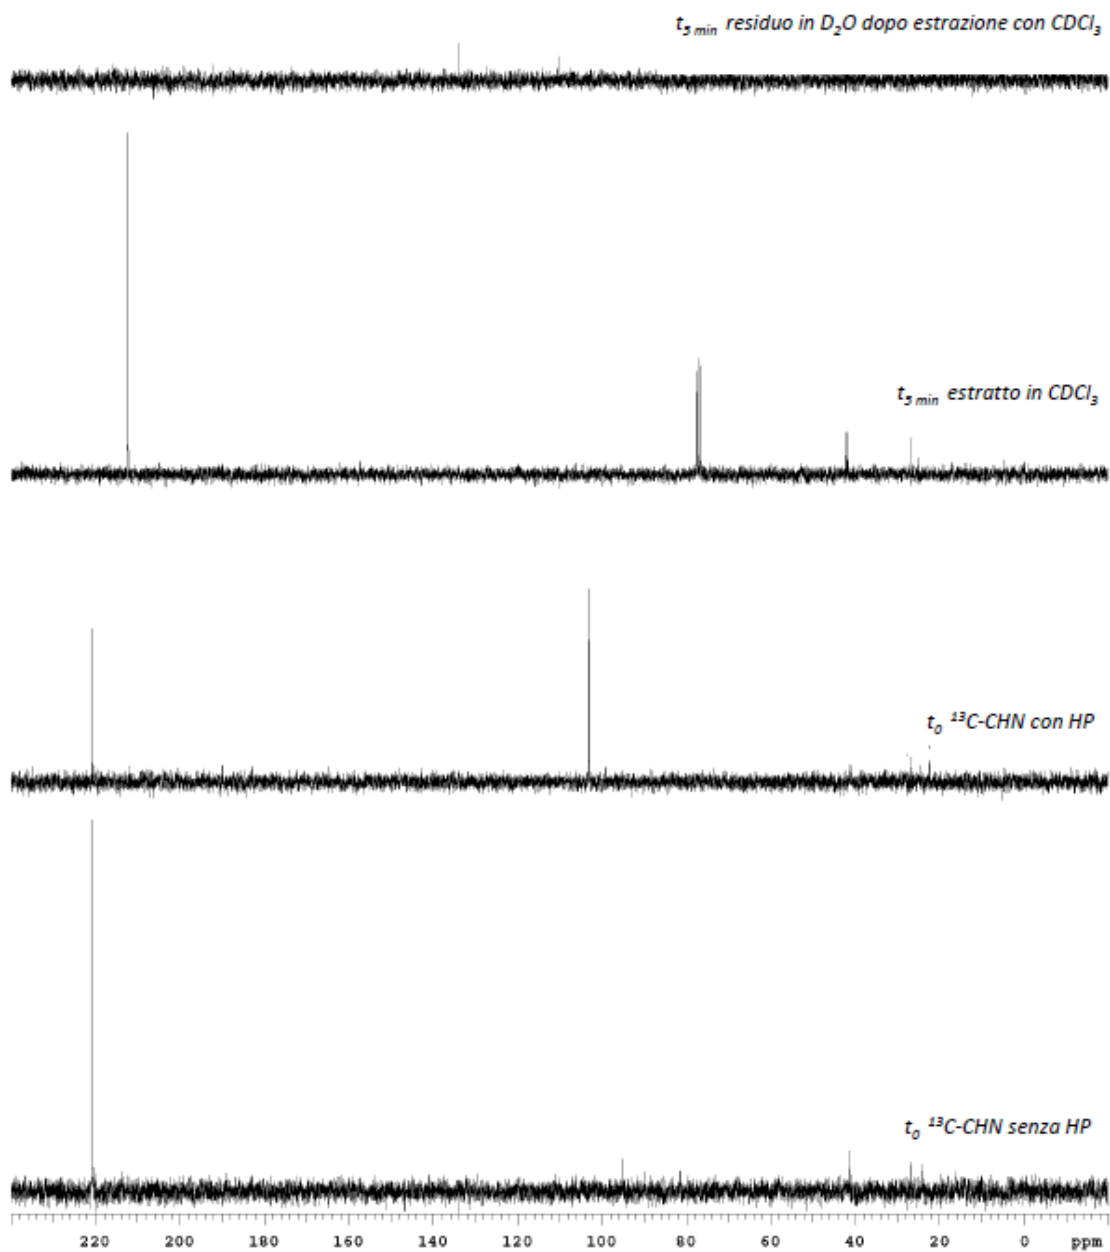 t5 min residuo in D2O dopo estrazione con CDCl3
t5 min estratto in CDCl3
t0 13C-CHN con HP
t0 13C-CHN senza HP
220 200 180 160 140 120 100 80 60 40 20 0 ppm